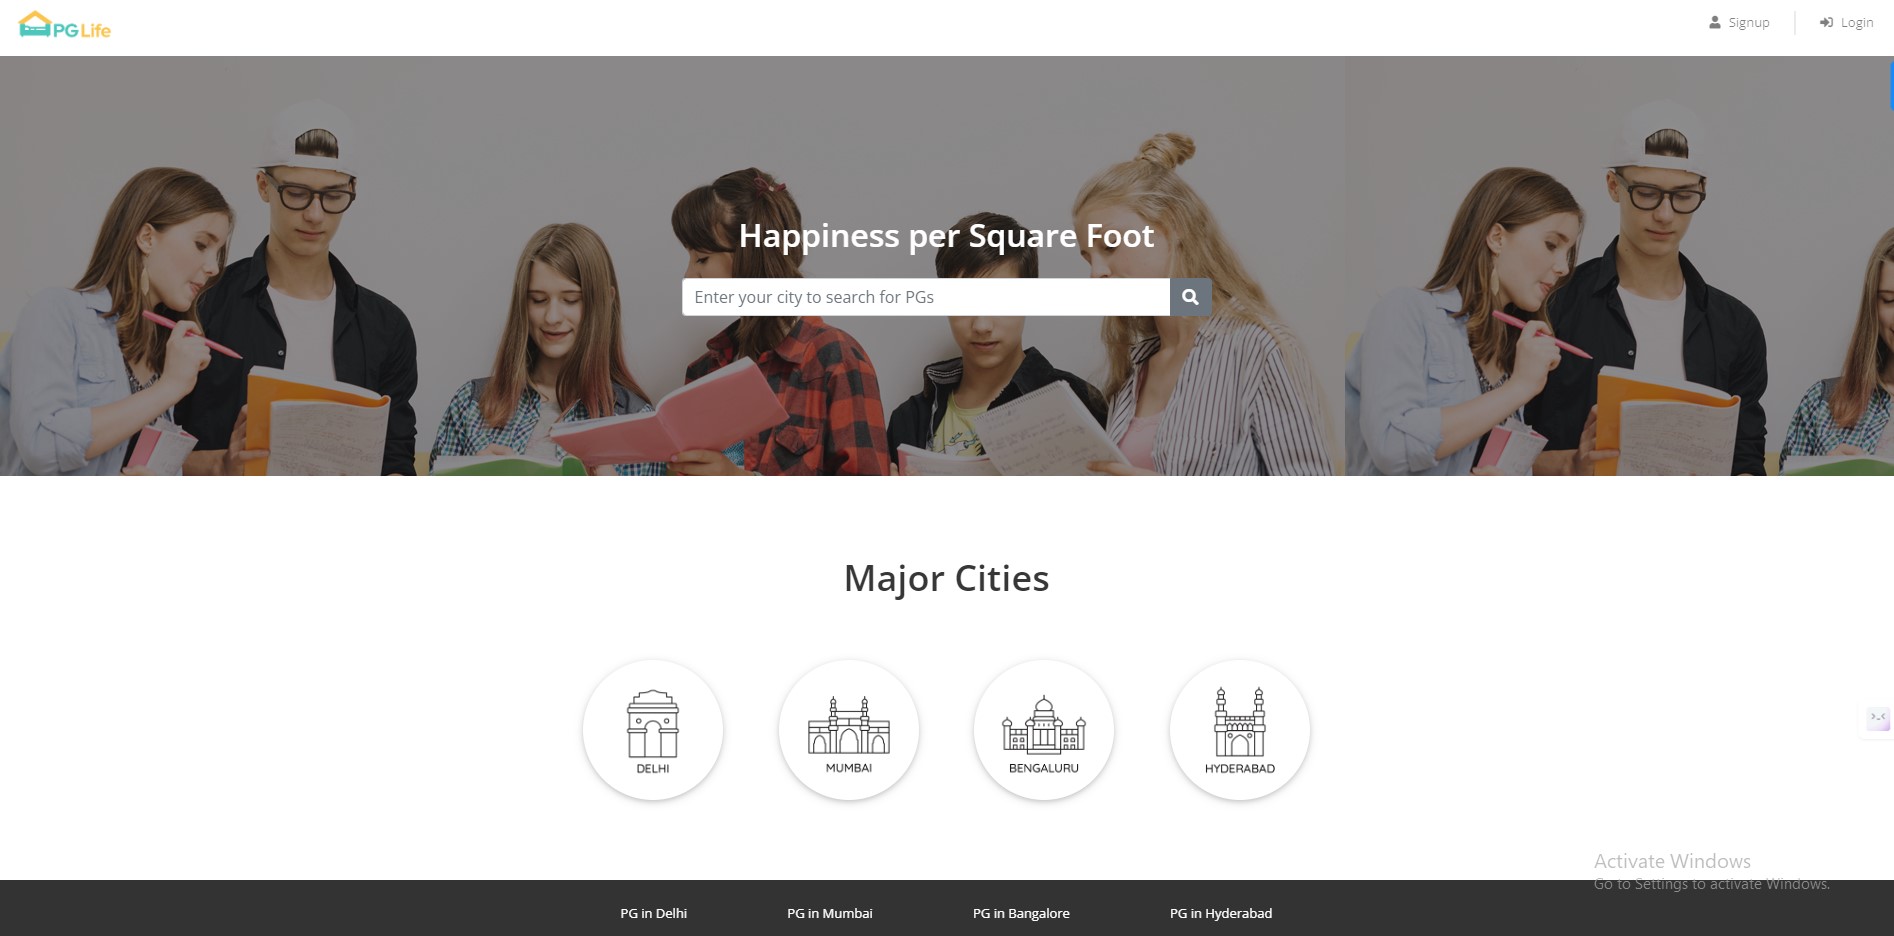 PG Life
Signup
Login
Happiness per Square Foot
Enter your city to search for PGs
Major Cities
DELHI
MUMBAI
BENGALURU
HYDERABAD
Activate Windows
Go to Settings to activate Windows.
PG in Delhi
PG in Mumbai
PG in Bangalore
PG in Hyderabad